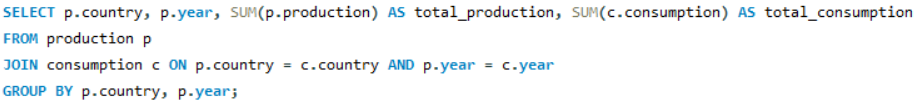 SELECT p.country, p.year, SUM(p.production) AS total_production, SUM(c.consumption) AS total_consumption
FROM production p
JOIN consumption c ON p.country = c.country AND p.year = c.year
GROUP BY p.country, p.year;